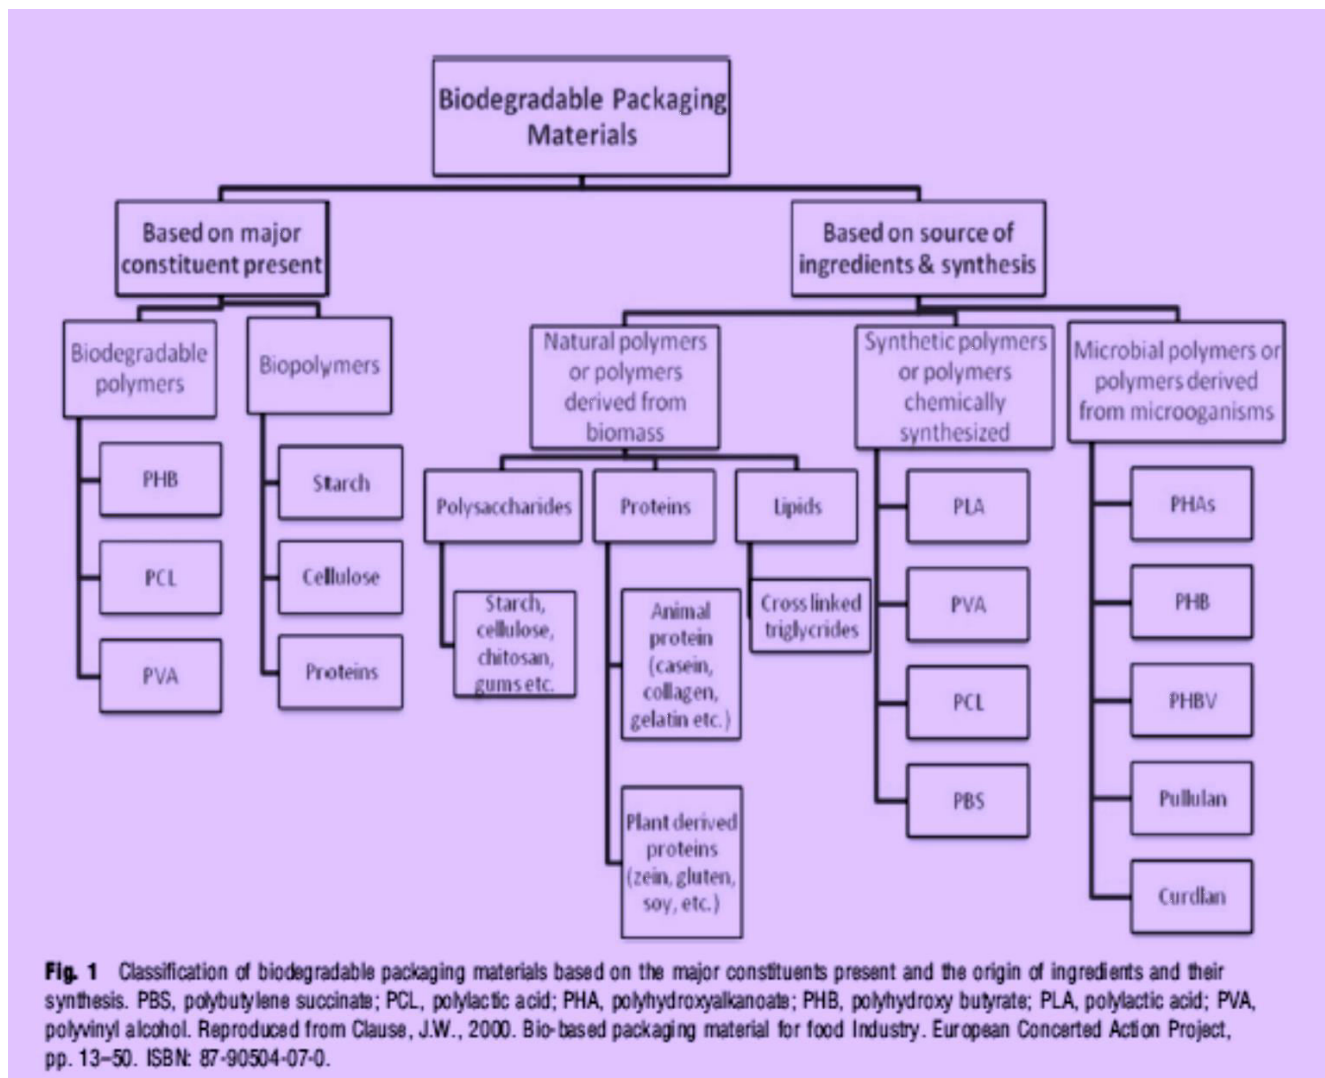 Biodegradable Packaging
Materials
Based on major
constituent present
Based on source of
ingredients & synthesis
Biodegradable
polymers
Biopolymers
Natural polymers
or polymers
derived from
biomass
Synthetic polymers
or polymers
chemically
synthesized
Microbial polymers or
polymers derived
from microoganisms
PHB
PCL
PVA
Starch
Cellulose
Proteins
Polysaccharides
Proteins
Lipids
Starch,
cellulose,
chitosan,
gums etc.
Animal
protein
(casein,
collagen,
gelatin etc.)
Plant derived
proteins
(zein, gluten,
soy, etc.)
Cross linked
triglycrides
PLA
PVA
PCL
PBS
PHAs
PHB
PHBV
Pullulan
Curdlan
Fig. 1 Classification of biodegradable packaging materials based on the major constituents present and the origin of ingredients and their
synthesis. PBS, polybutylene succinate; PCL, polylactic acid; PHA, polyhydroxyalkanoate; PHB, polyhydroxy butyrate; PLA, polylactic acid; PVA,
polyvinyl alcohol. Reproduced from Clause, J.W., 2000. Bio-based packaging material for food Industry. European Concerted Action Project,
pp. 13–50. ISBN: 87-90504-07-0.